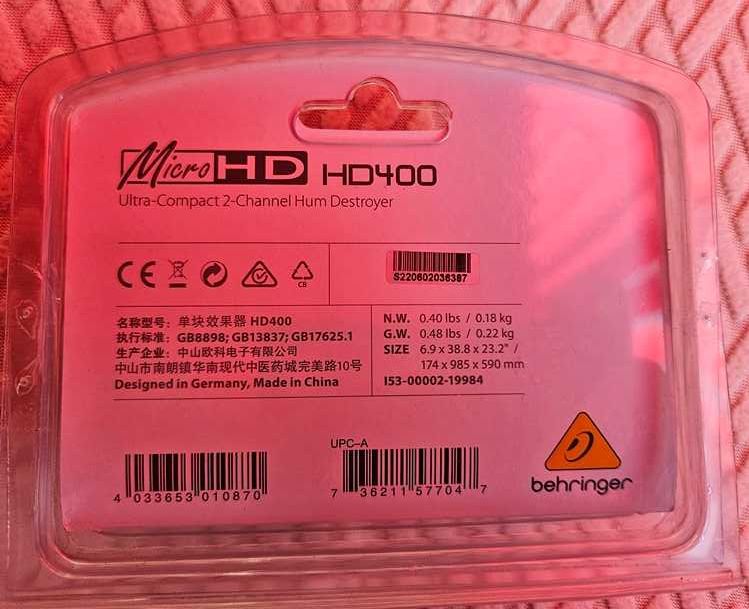 Micro HD HD400
Ultra-Compact 2-Channel Hum Destroyer
CE
CB
S220602036387
名称型号: 单块效果器 HD400
执行标准: GB8898; GB13837; GB17625.1
生产企业: 中山欧科电子有限公司
中山市南朗镇华南现代中医药城完美路10号
Designed in Germany, Made in China
N.W. 0.40 lbs / 0.18 kg
G.W. 0.48 lbs / 0.22 kg
SIZE 6.9 x 38.8 x 23.2" /
174 x 985 x 590 mm
I53-00002-19984
4 033653 010870
UPC-A
7 36211 57704 7
behringer